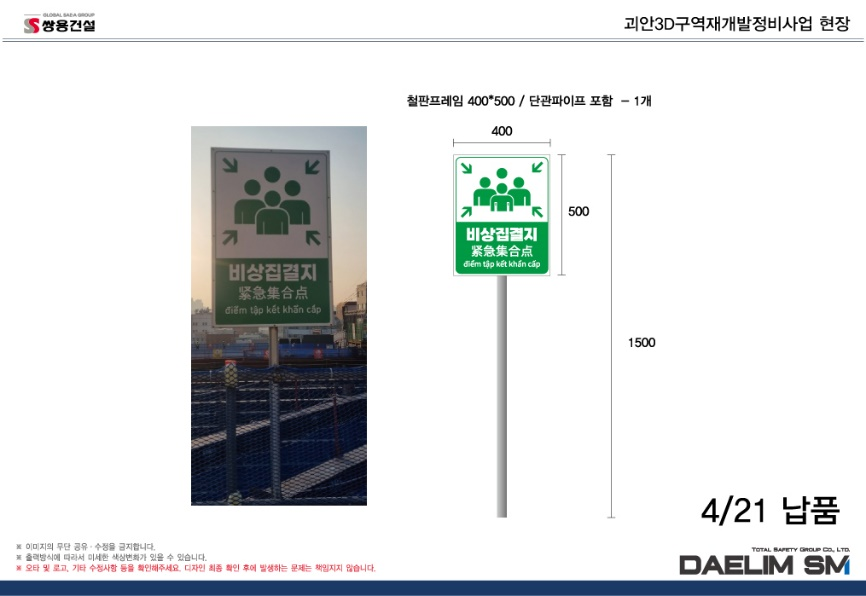 GLOBAL SAE-A GROUP
쌍용건설
괴안3D구역재개발정비사업 현장
철판프레임 400*500 / 단관파이프 포함 - 1개
400
비상집결지
紧急集合点
điểm tập kết khẩn cấp
비상집결지
紧急集合点
điểm tập kết khẩn cấp
500
1500
4/21 납품
※ 이미지의 무단 공유 · 수정을 금지합니다.
※ 출력방식에 따라서 미세한 색상변화가 있을 수 있습니다.
※ 오타 및 로고, 기타 수정사항 등을 확인해주세요. 디자인 최종 확인 후에 발생하는 문제는 책임지지 않습니다.
TOTAL SAFETY GROUP CO., LTD.
DAELIM SM